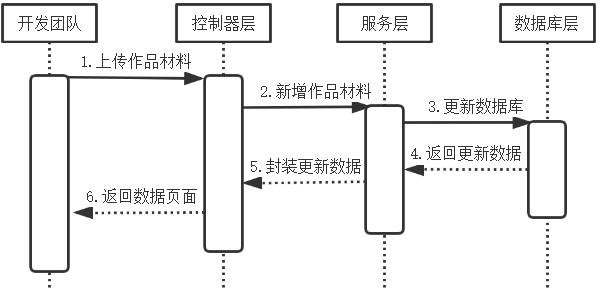 开发团队
控制器层
服务层
数据库层
1.上传作品材料
2.新增作品材料
3.更新数据库
4.返回更新数据
5.封装更新数据
6.返回数据页面